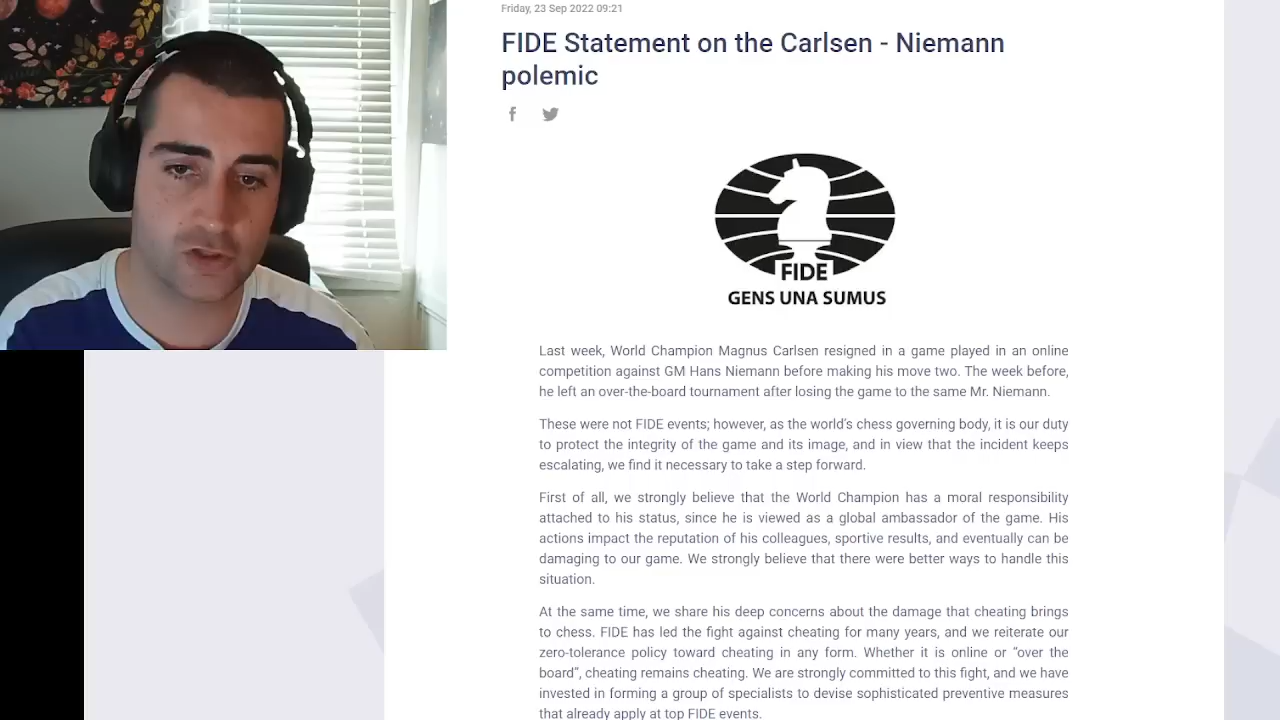 Friday, 23 Sep 2022 09:21
FIDE Statement on the Carlsen - Niemann
polemic
FIDE
GENS UNA SUMUS
Last week, World Champion Magnus Carlsen resigned in a game played in an online
competition against GM Hans Niemann before making his move two. The week before,
he left an over-the-board tournament after losing the game to the same Mr. Niemann.
These were not FIDE events; however, as the world's chess governing body, it is our duty
to protect the integrity of the game and its image, and in view that the incident keeps
escalating, we find it necessary to take a step forward.
First of all, we strongly believe that the World Champion has a moral responsibility
attached to his status, since he is viewed as a global ambassador of the game. His
actions impact the reputation of his colleagues, sportive results, and eventually can be
damaging to our game. We strongly believe that there were better ways to handle this
situation.
At the same time, we share his deep concerns about the damage that cheating brings
to chess. FIDE has led the fight against cheating for many years, and we reiterate our
zero-tolerance policy toward cheating in any form. Whether it is online or “over the
board”, cheating remains cheating. We are strongly committed to this fight, and we have
invested in forming a group of specialists to devise sophisticated preventive measures
that already apply at top FIDE events.